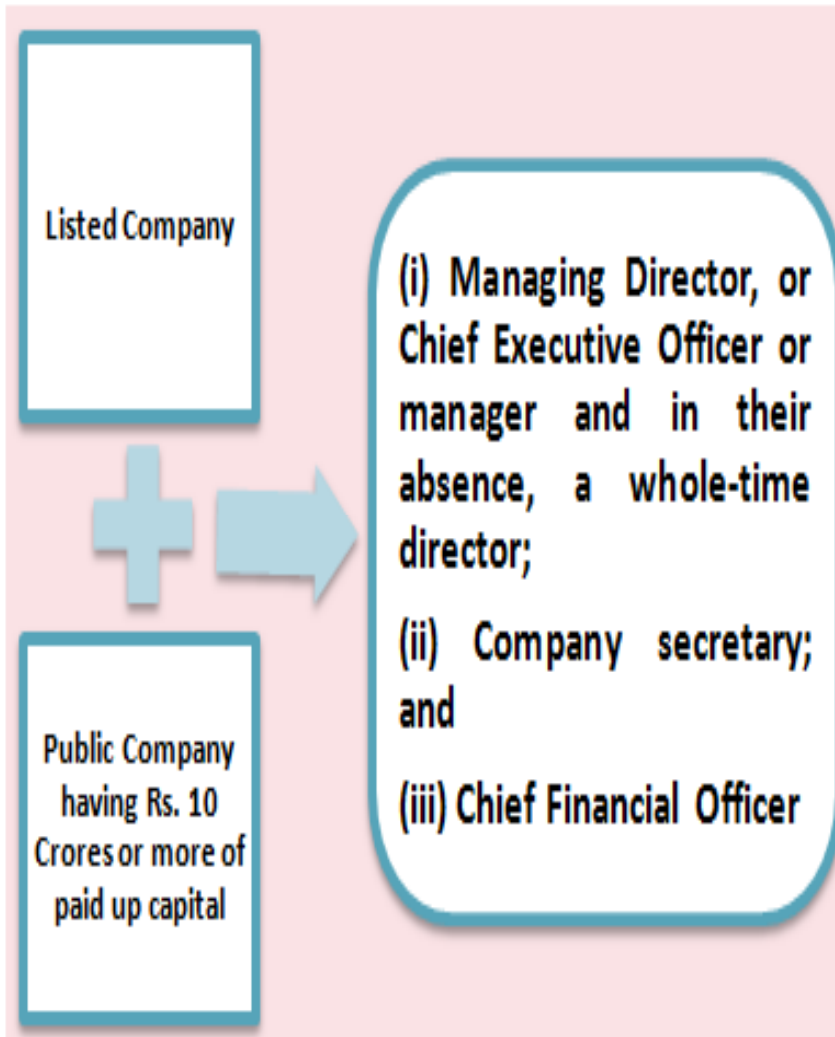 Listed Company
Public Company
having Rs. 10
Crores or more of
paid up capital
(i) Managing Director, or
Chief Executive Officer or
manager and in their
absence, a whole-time
director;
(ii) Company secretary;
and
(iii) Chief Financial Officer